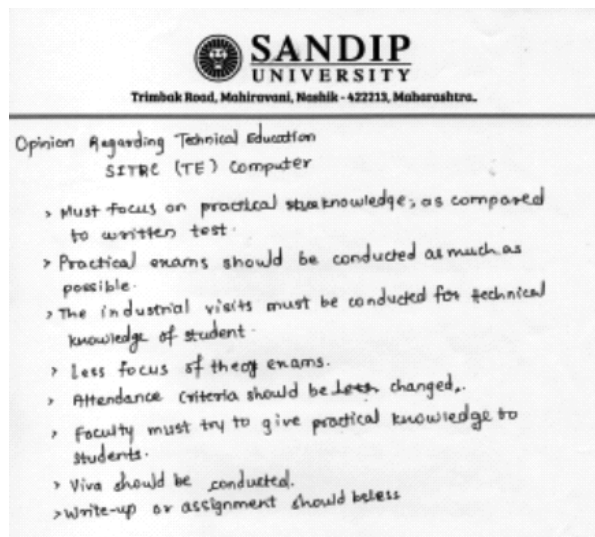 SANDIP
UNIVERSITY
Trimbak Road, Mahiravani, Nashik - 422213, Maharashtra.
Opinion Regarding Technical Education
SITRC (TE) Computer
> Must focus on practical knowledge; as compared
to written test.
> Practical exams should be conducted as much as
possible.
> The industrial visits must be conducted for technical
knowledge of student.
> Less focus of theoy exams.
> Attendance Criteria should be less changed..
> Faculty must try to give practical knowledge to
students.
> Viva should be conducted.
> Write-up or assignment should be less